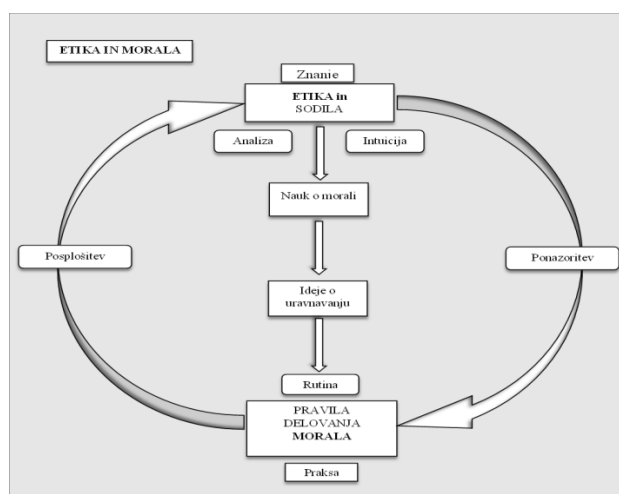 ETIKA IN MORALA
Znanje
ETIKA in
SODILA
Analiza
Intuicija
Nauk o morali
Posplošitev
Ponazoritev
Ideje o
uravnavanju
Rutina
PRAVILA
DELOVANJA
MORALA
Praksa